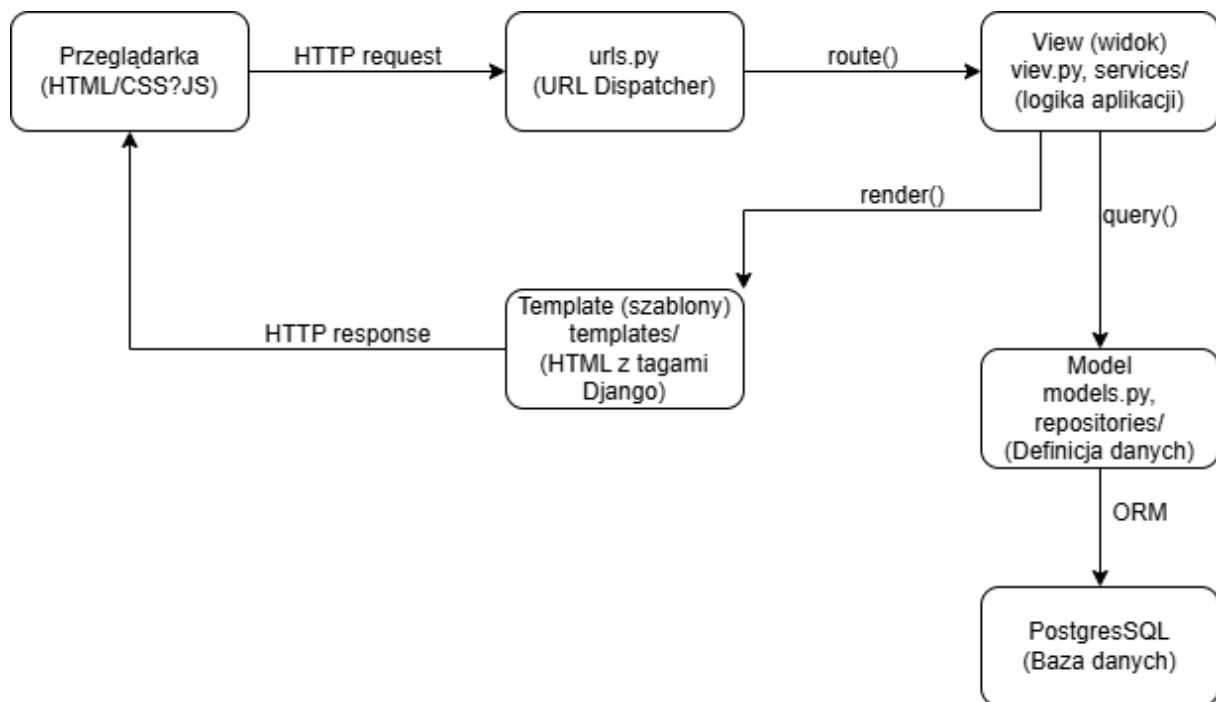 Przeglądarka
(HTML/CSS?JS)
HTTP request
urls.py
(URL Dispatcher)
route()
View (widok)
viev.py, services/
(logika aplikacji)
render()
query()
Template (szablony)
templates/
(HTML z tagami
Django)
HTTP response
Model
models.py,
repositories/
(Definicja danych)
ORM
PostgresSQL
(Baza danych)